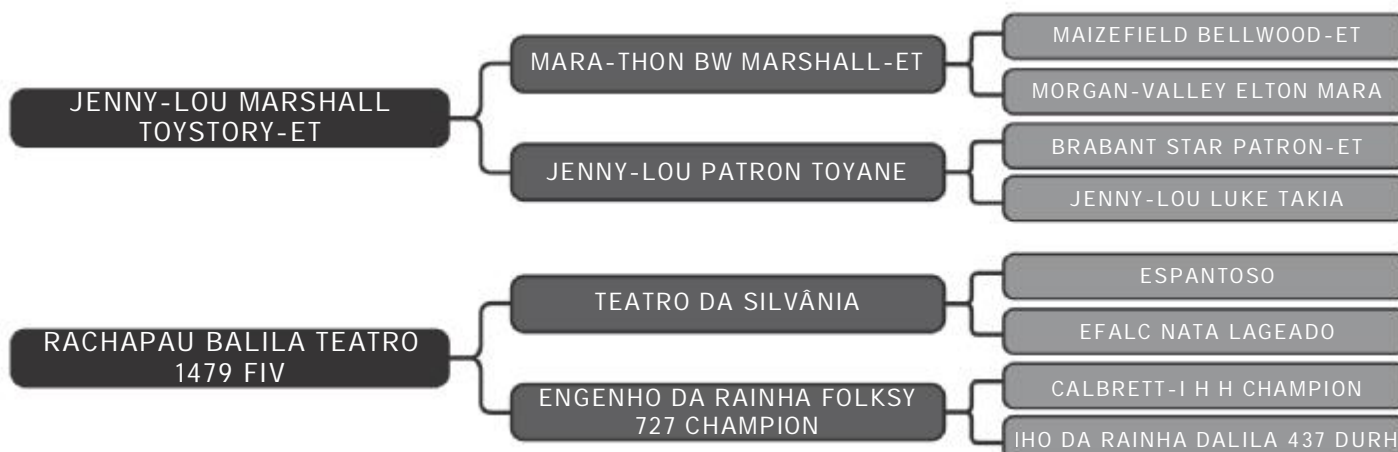 MAIZEFIELD BELLWOOD-ET
MARA-THON BW MARSHALL-ET
MORGAN-VALLEY ELTON MARA
JENNY-LOU MARSHALL
TOYSTORY-ET
BRABANT STAR PATRON-ET
JENNY-LOU PATRON TOYANE
JENNY-LOU LUKE TAKIA
ESPANTOSO
TEATRO DA SILVÂNIA
EFALC NATA LAGEADO
RACHAPAU BALILA TEATRO
1479 FIV
CALBRETT-I H H CHAMPION
ENGENHO DA RAINHA FOLKSY
727 CHAMPION
HO DA RAINHA DALILA 437 DURH